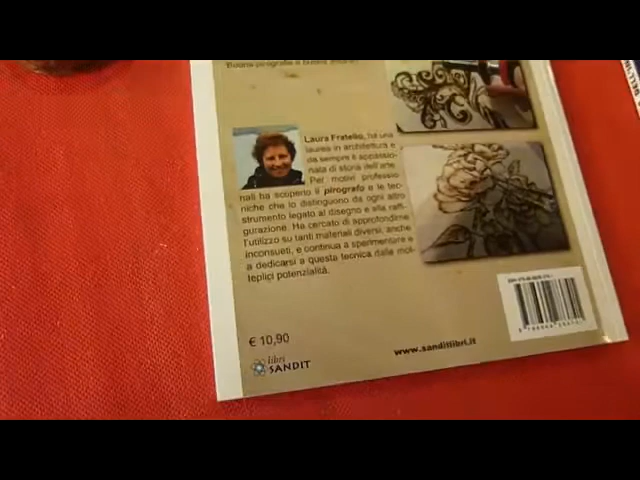 Buona pirografia e
Laura Fratello, ha una
laurea in architettura e
da sempre è appassio-
nata di storia dell'arte.
Per motivi professio-
nali ha scoperto il pirografo e le tec-
niche che lo distinguono da ogni altro
strumento legato al disegno e alla raffi-
gurazione. Ha cercato di approfondirne
l'utilizzo su tanti materiali diversi, anche
inconsueti, e continua a sperimentare e
a dedicarsi a questa tecnica dalle mol-
teplici potenzialità.
€ 10,90
libri
SANDIT
www.sanditlibri.it